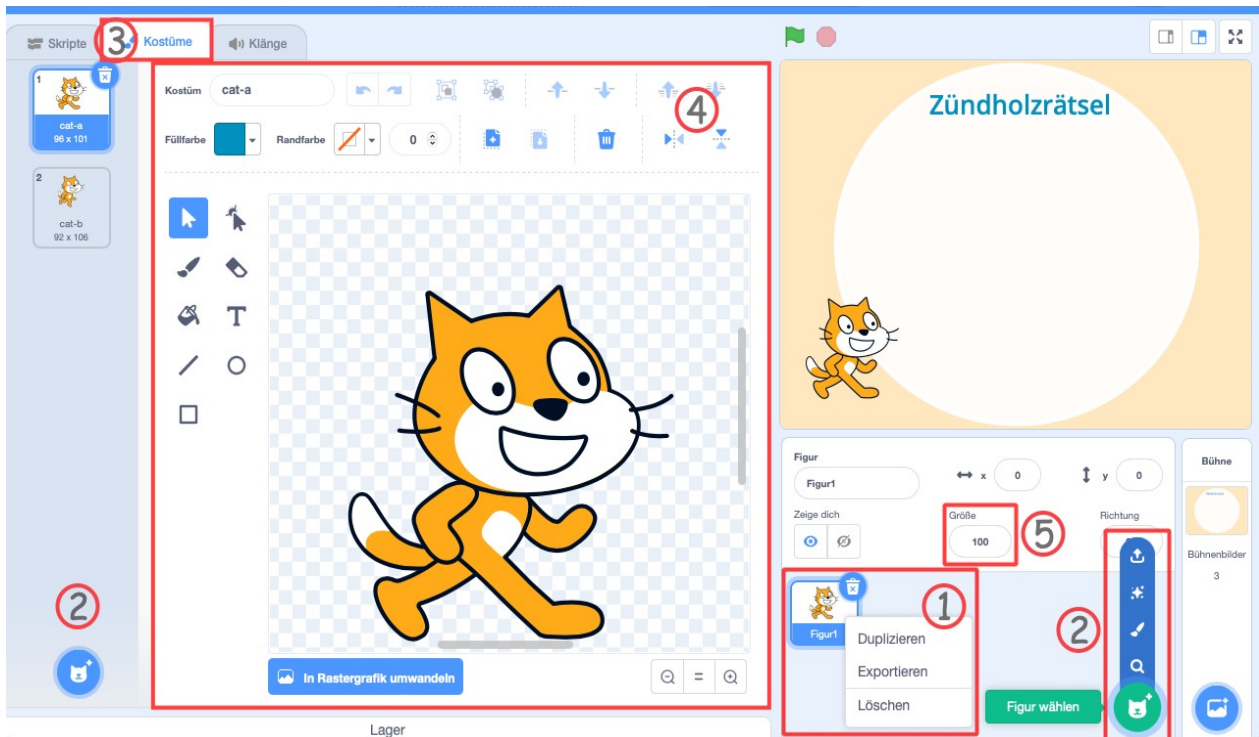 Skripte
3
Kostüme
Klänge
1
cat-a
96 x 101
2
cat-b
92 x 106
2
Kostüm
cat-a
4
Füllfarbe
Randfarbe
0
T
In Rastergrafik umwandeln
=
Lager
Zündholzrätsel
Figur
Figur1
x
0
y
0
Zeige dich
Größe
100
5
Richtung
1
Figur1
Duplizieren
Exportieren
Löschen
2
Figur wählen
Bühne
Bühnenbilder
3